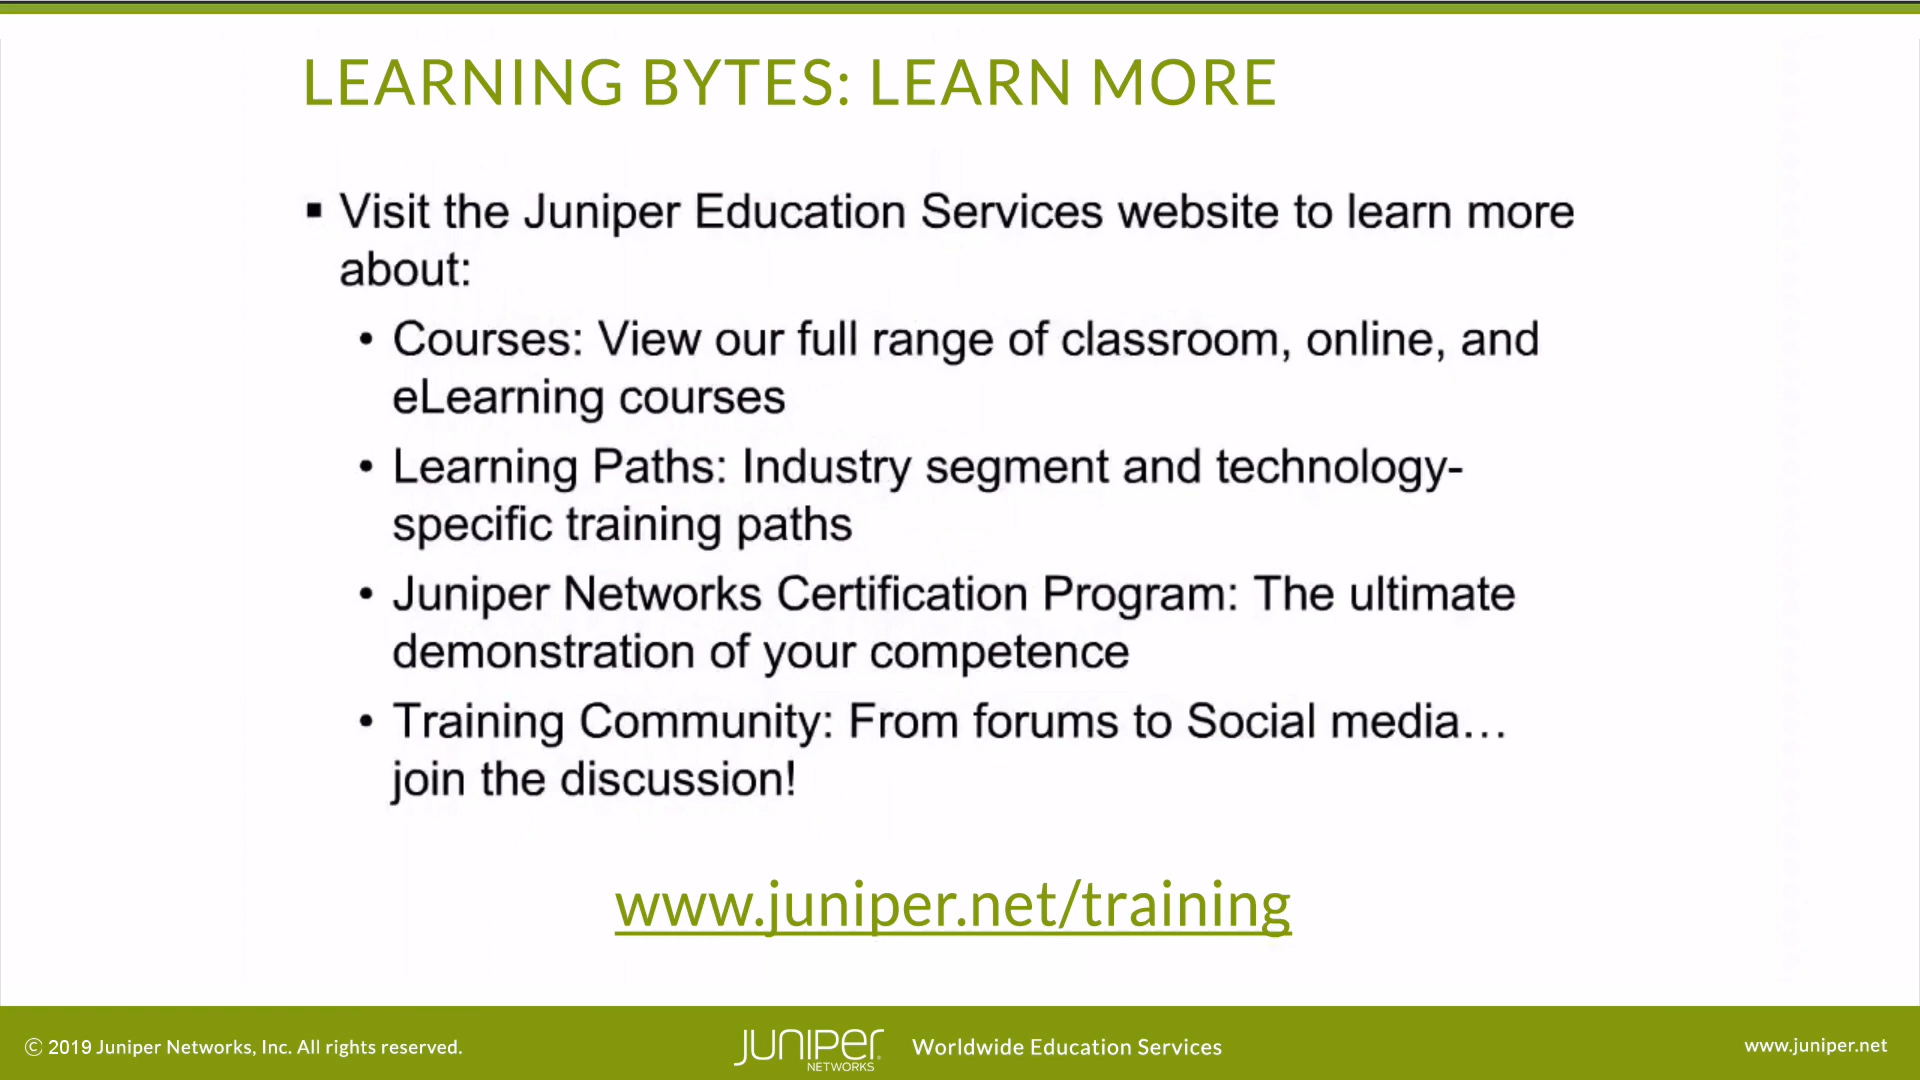 LEARNING BYTES: LEARN MORE
▪ Visit the Juniper Education Services website to learn more
about:
• Courses: View our full range of classroom, online, and
eLearning courses
• Learning Paths: Industry segment and technology-
specific training paths
• Juniper Networks Certification Program: The ultimate
demonstration of your competence
• Training Community: From forums to Social media…
join the discussion!
www.juniper.net/training
© 2019 Juniper Networks, Inc. All rights reserved.
JUNIPER
NETWORKS
Worldwide Education Services
www.juniper.net